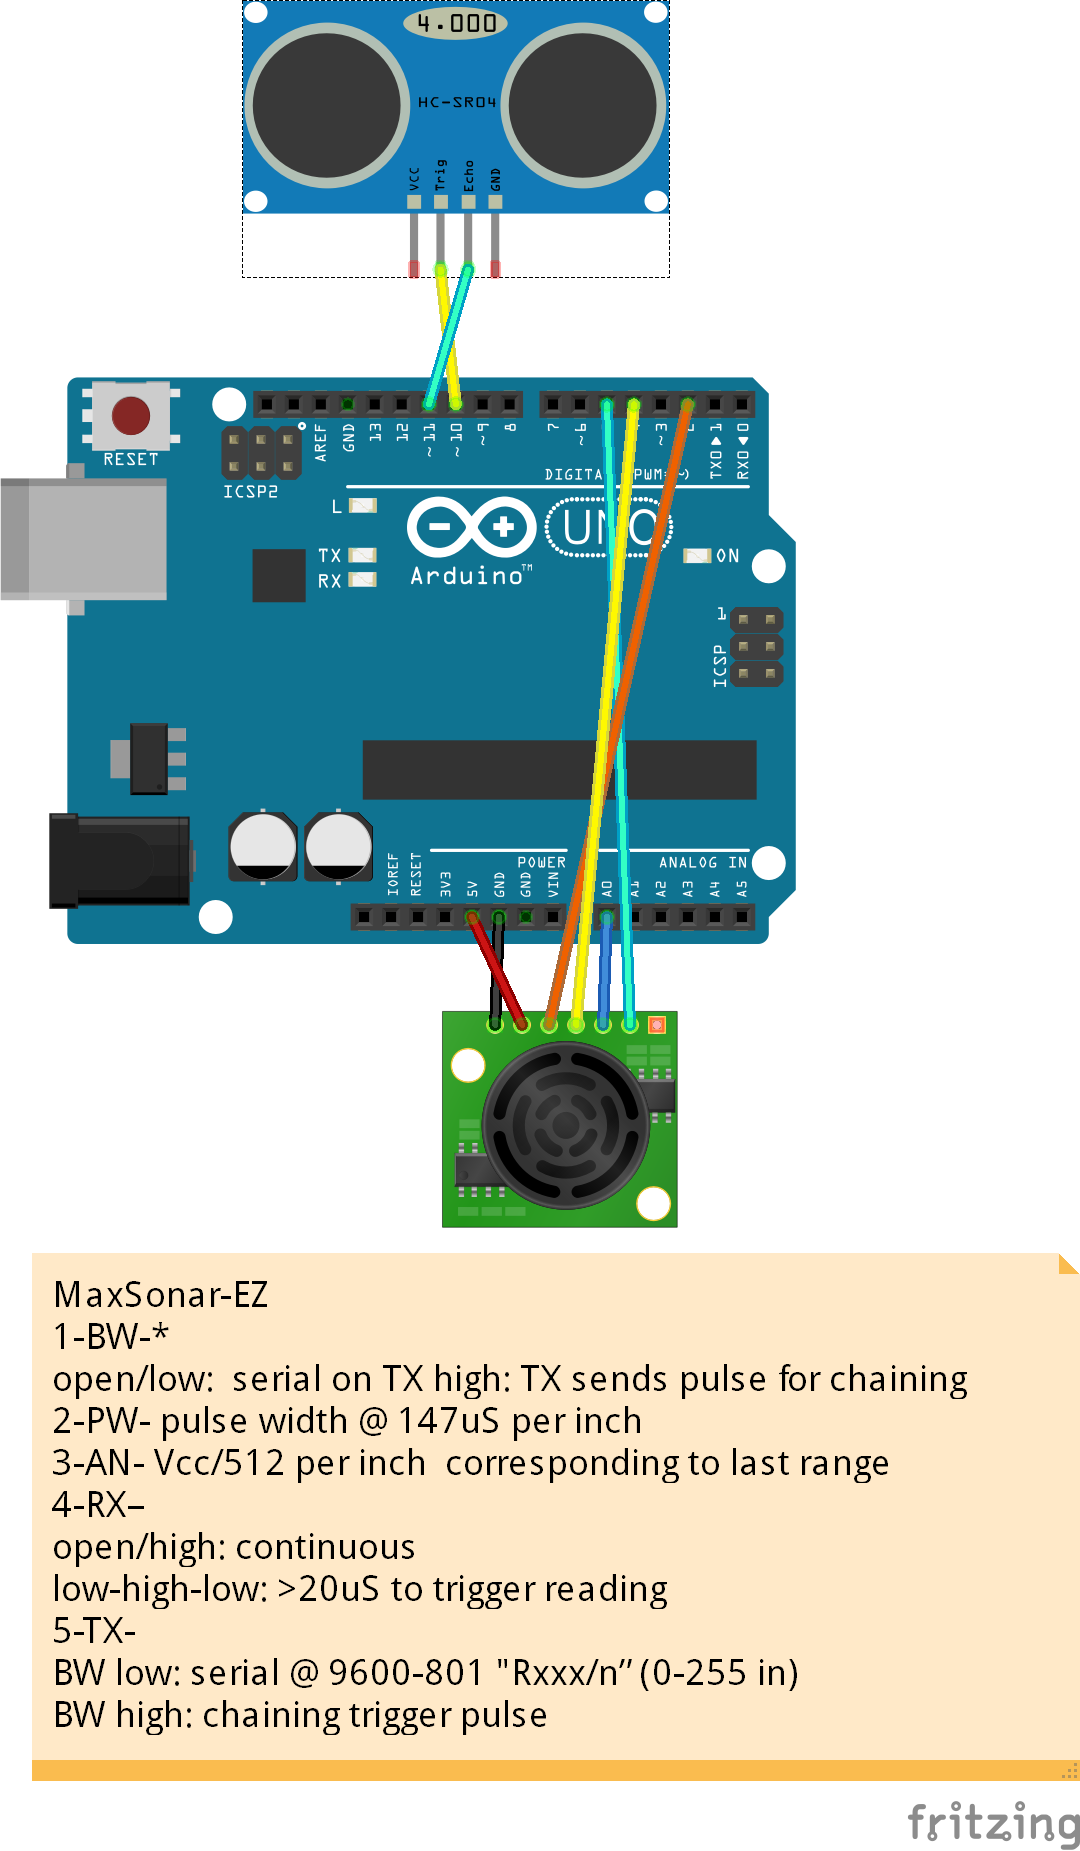 4.000
HC-SR04
VCC
Trig
Echo
GND
RESET
ICSP2
AREF
GND
13
12
~11
~10
~9
8
7
~6
~3
2
TX0▶1
RX0◀0
DIGITA PWM ~)
L
TX
RX
UNO
Arduino™
ON
1
ICSP
IOREF
RESET
3V3
5V
GND
GND
VIN
POWER
A0
A1
A2
A3
A4
A5
ANALOG IN
MaxSonar-EZ
1-BW-*
open/low:  serial on TX high: TX sends pulse for chaining
2-PW- pulse width @ 147uS per inch
3-AN- Vcc/512 per inch  corresponding to last range
4-RX–
open/high: continuous
low-high-low: >20uS to trigger reading
5-TX-
BW low: serial @ 9600-801 "Rxxx/n” (0-255 in)
BW high: chaining trigger pulse
fritzing